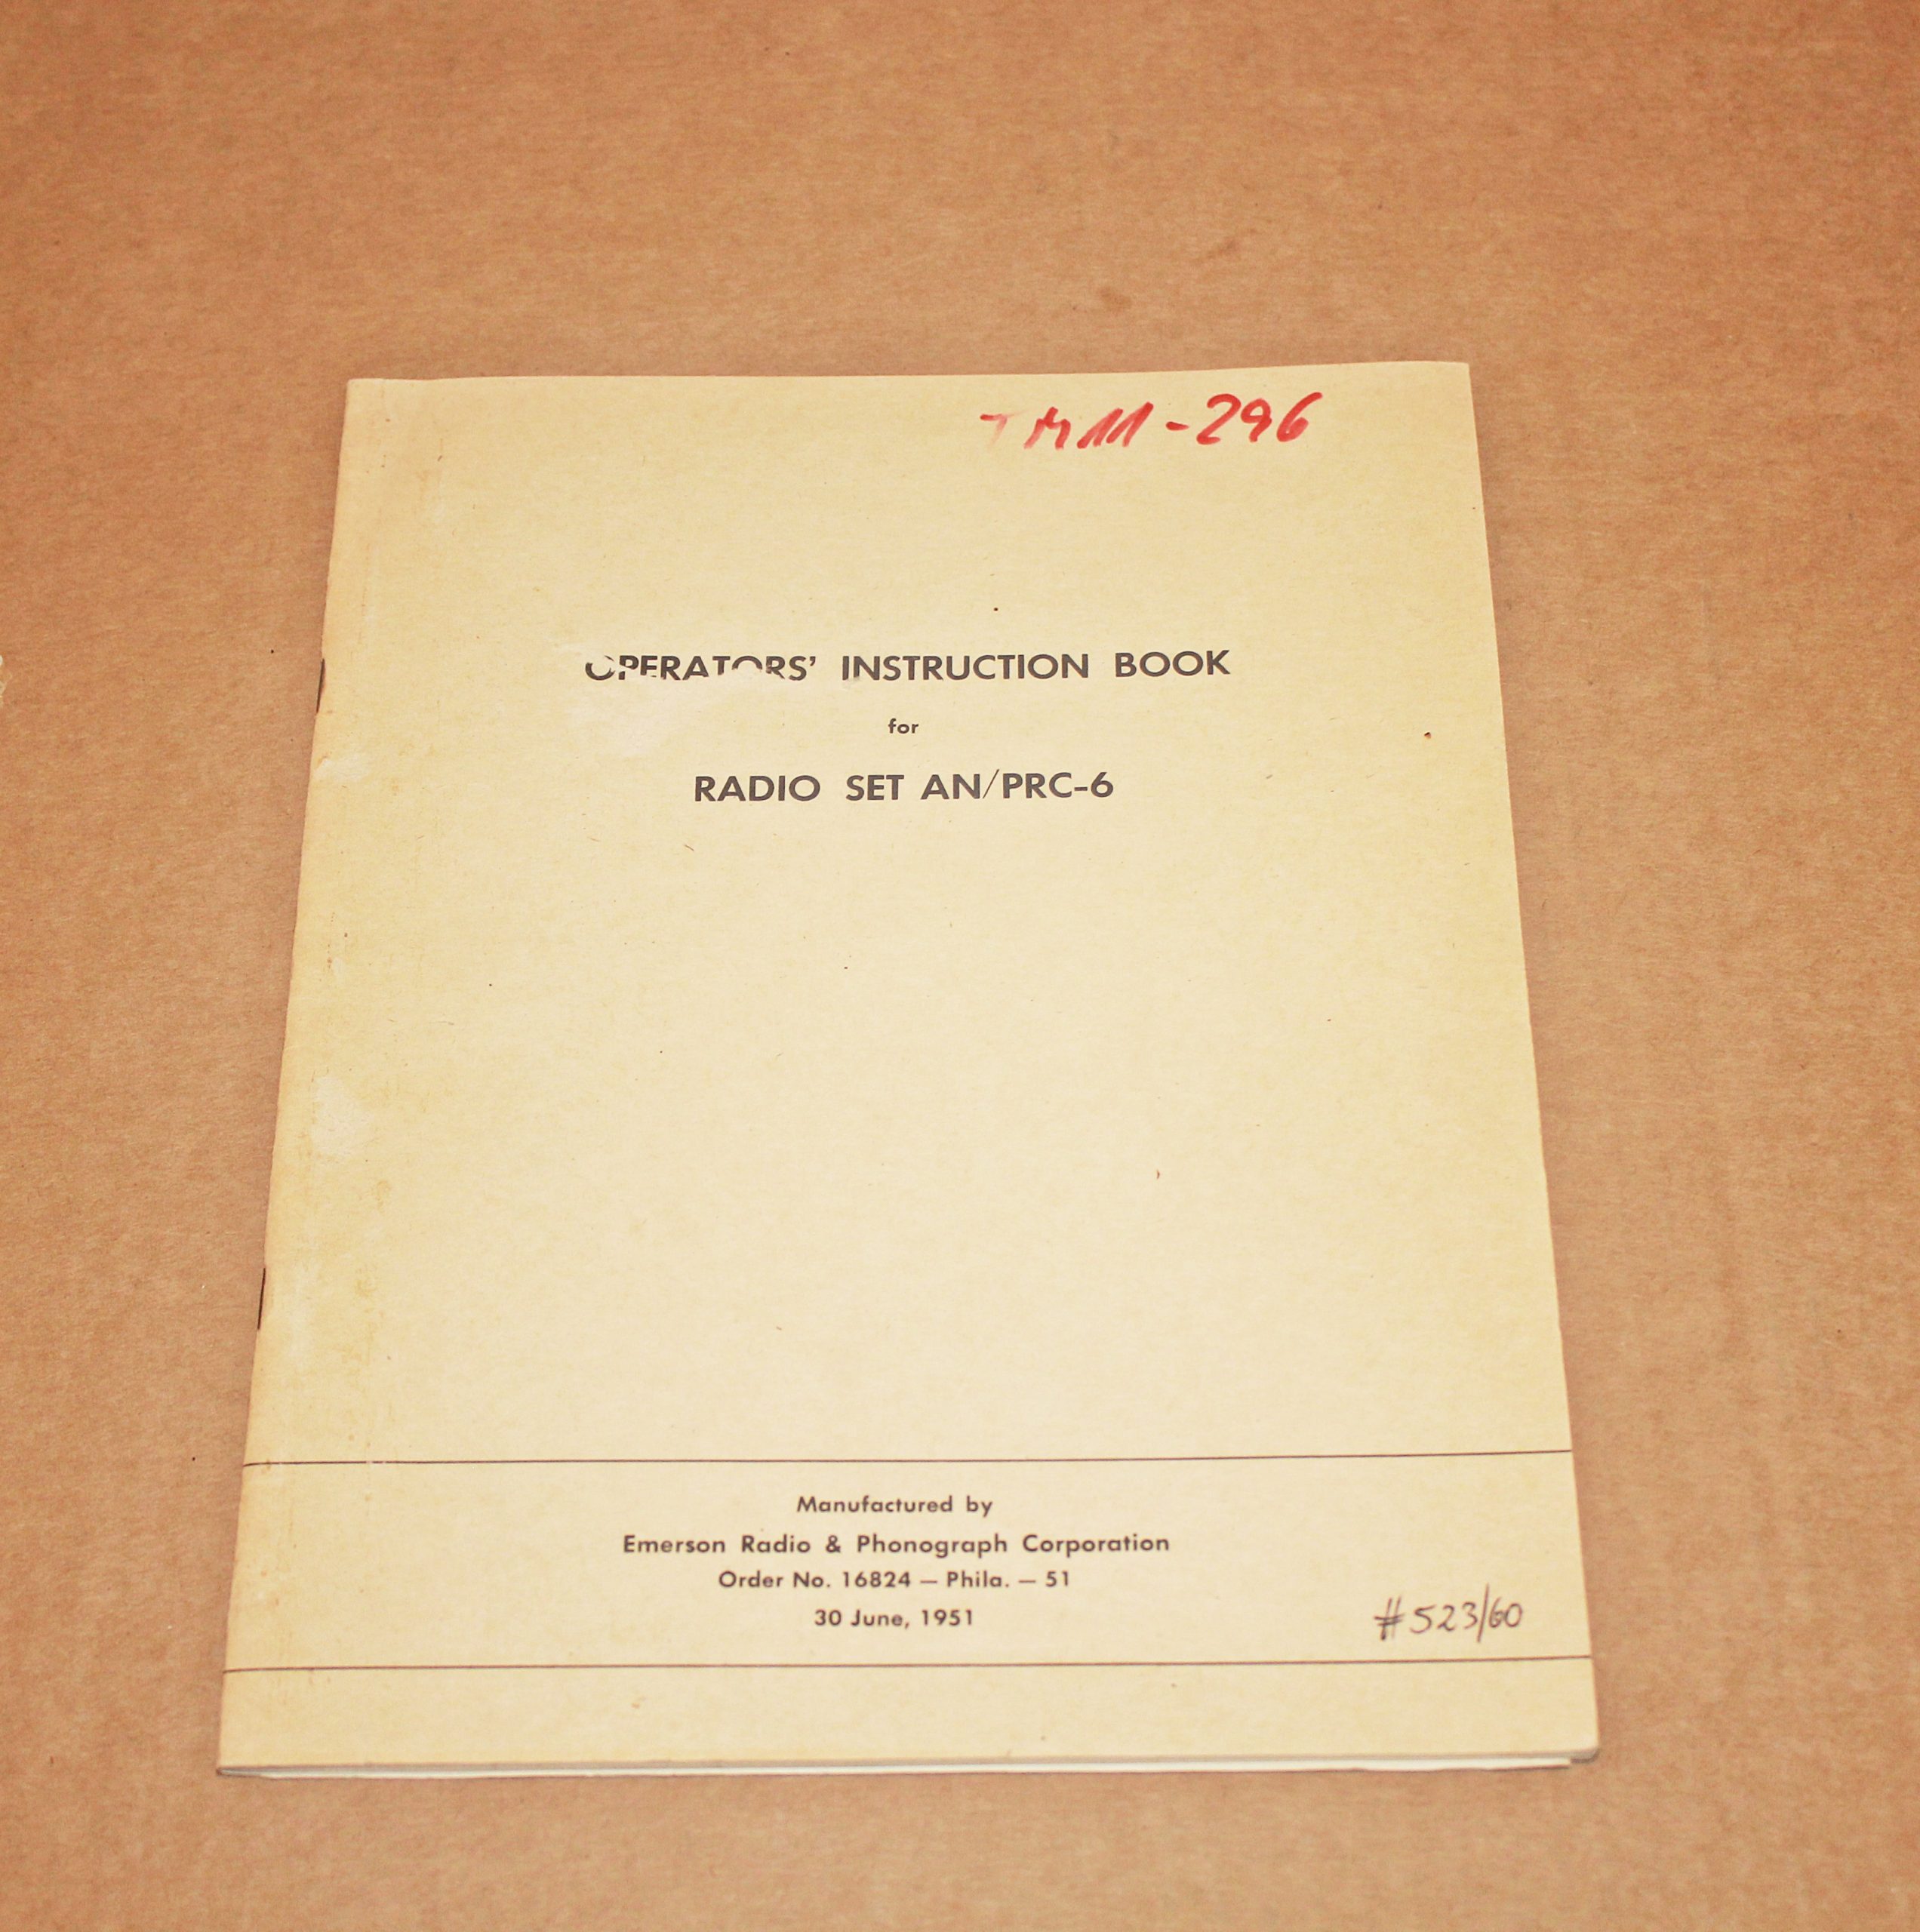 TM11-296
OPERATORS' INSTRUCTION BOOK
for
RADIO SET AN/PRC-6
Manufactured by
Emerson Radio & Phonograph Corporation
Order No. 16824 — Phila. — 51
30 June, 1951
#523/60